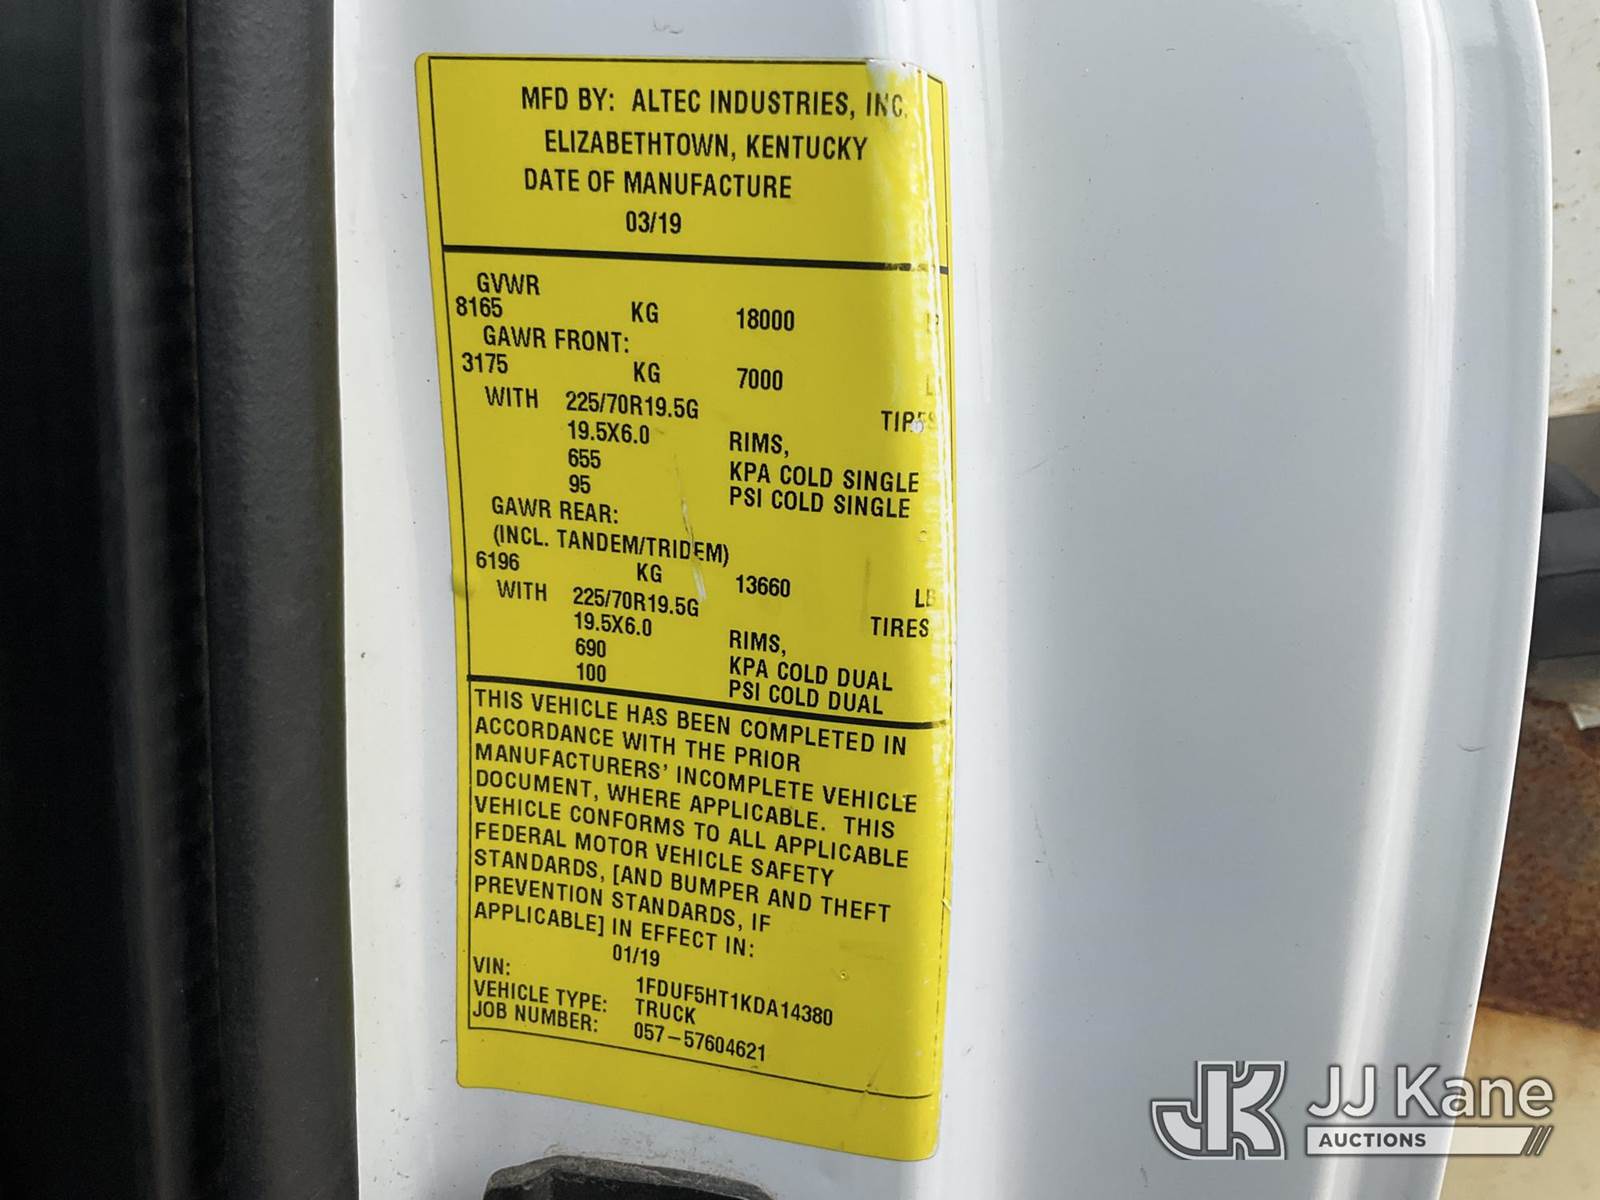 MFD BY: ALTEC INDUSTRIES, INC.
ELIZABETHTOWN, KENTUCKY
DATE OF MANUFACTURE
03/19
GVWR
8165 KG 18000
GAWR FRONT:
3175 KG 7000
WITH 225/70R19.5G TIRES
19.5X6.0 RIMS,
655 KPA COLD SINGLE
95 PSI COLD SINGLE
GAWR REAR:
(INCL. TANDEM/TRIDEM)
6196 KG 13660 LB
WITH 225/70R19.5G TIRES
19.5X6.0 RIMS,
690 KPA COLD DUAL
100 PSI COLD DUAL
THIS VEHICLE HAS BEEN COMPLETED IN
ACCORDANCE WITH THE PRIOR
MANUFACTURERS' INCOMPLETE VEHICLE
DOCUMENT, WHERE APPLICABLE. THIS
VEHICLE CONFORMS TO ALL APPLICABLE
FEDERAL MOTOR VEHICLE SAFETY
STANDARDS, [AND BUMPER AND THEFT
PREVENTION STANDARDS, IF
APPLICABLE] IN EFFECT IN:
01/19
VIN: 1FDUF5HT1KDA14380
VEHICLE TYPE: TRUCK
JOB NUMBER: 057-57604621
JK JJ Kane
AUCTIONS